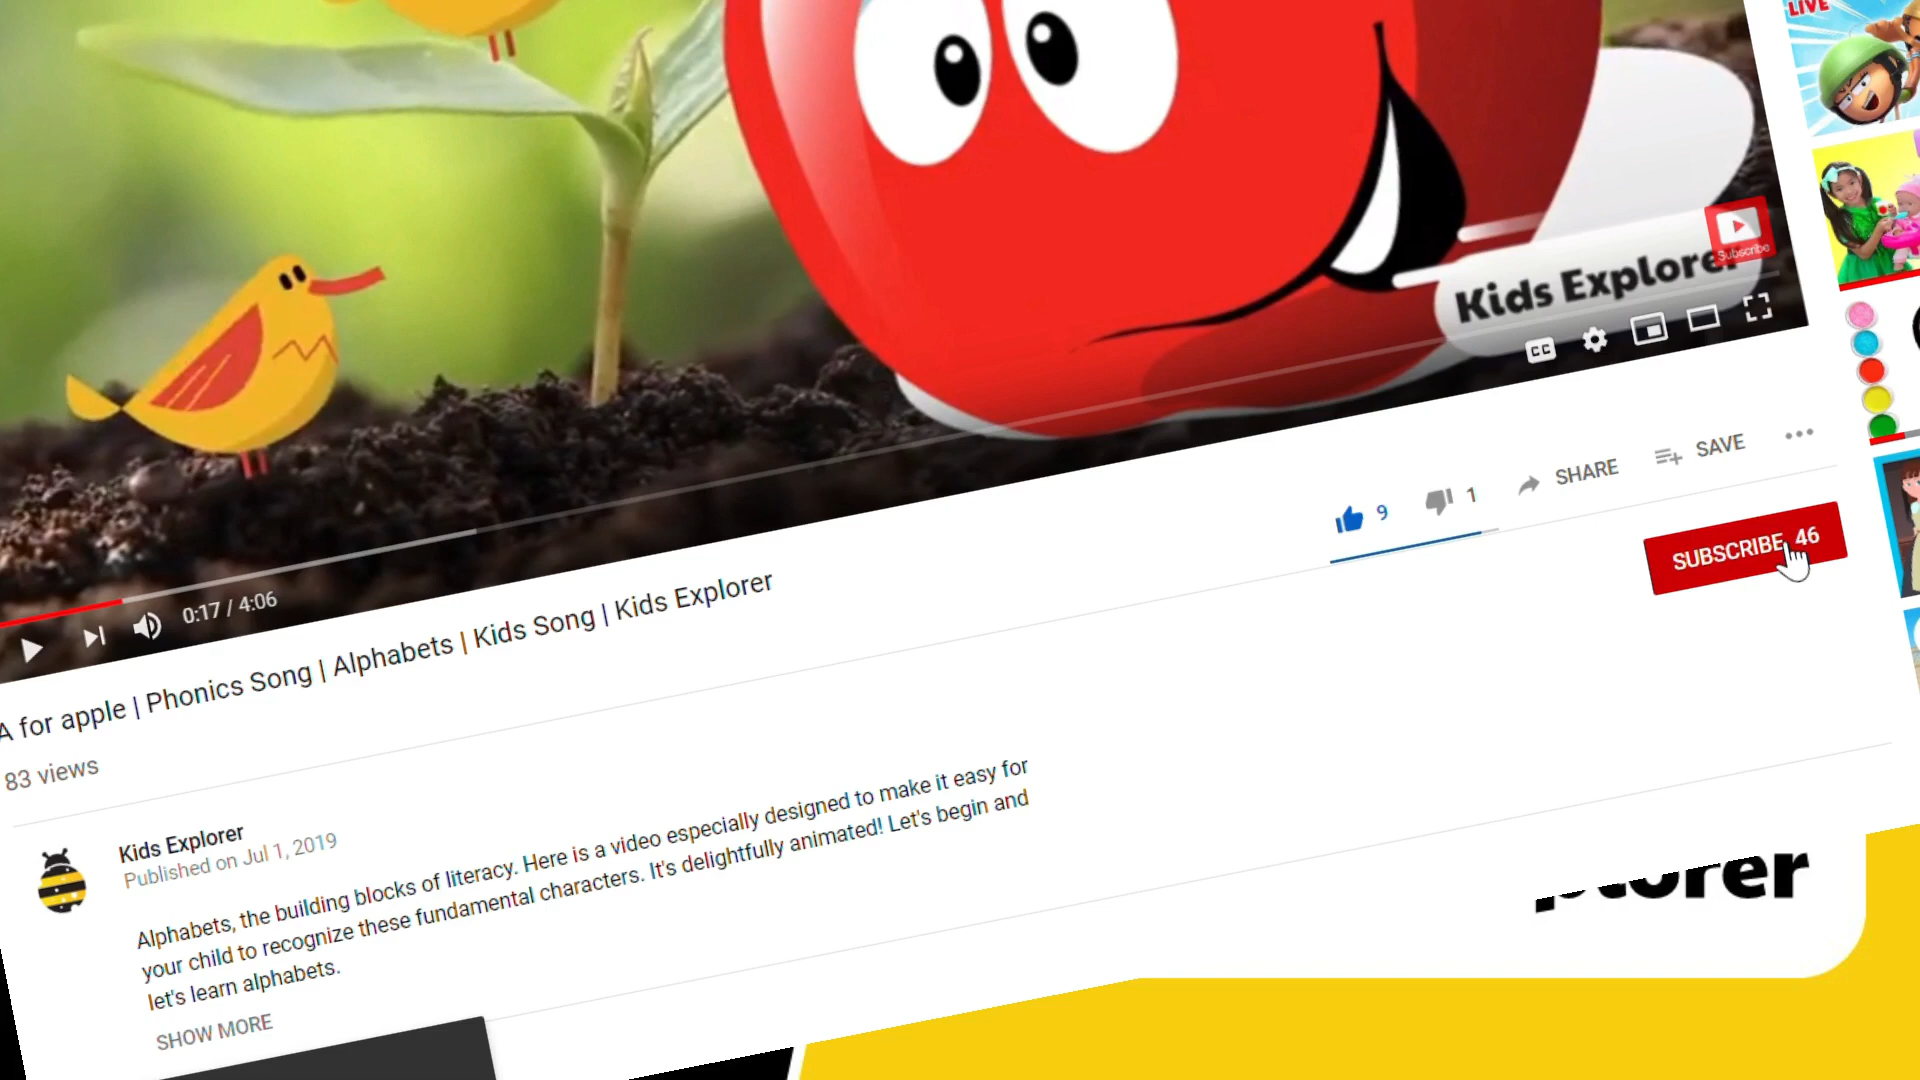 LIVE
Subscribe
Kids Explorer
CC
0:17 / 4:06
A for apple | Phonics Song | Alphabets | Kids Song | Kids Explorer
83 views
9
1
SHARE
SAVE
SUBSCRIBE 46
Kids Explorer
Published on Jul 1, 2019
Alphabets, the building blocks of literacy. Here is a video especially designed to make it easy for
your child to recognize these fundamental characters. It's delightfully animated! Let's begin and
let's learn alphabets.
SHOW MORE